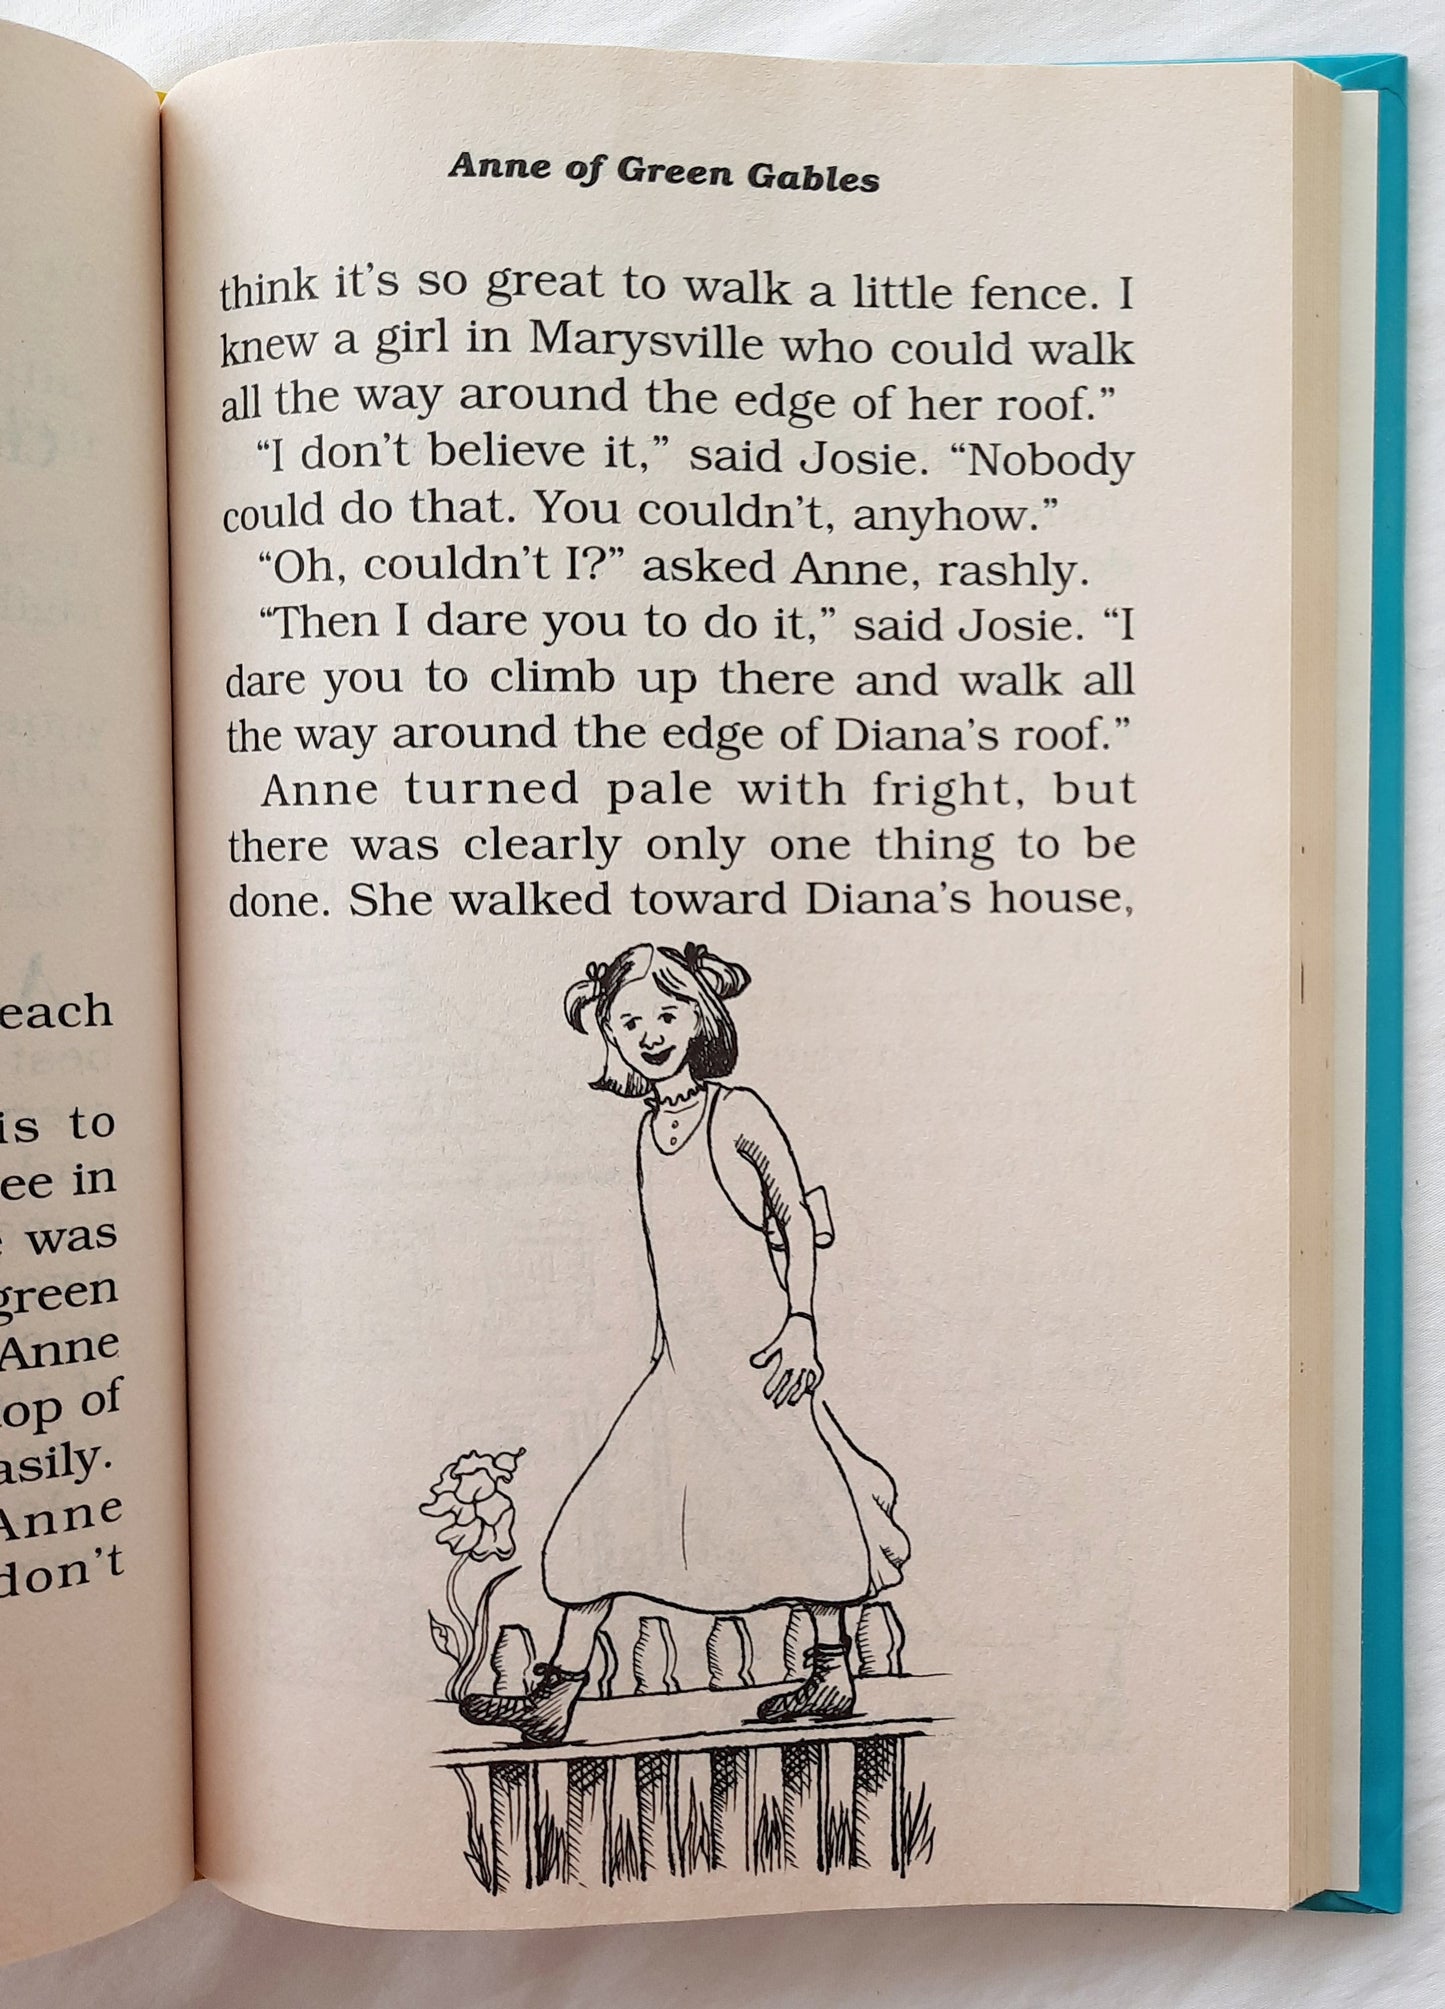 each
is to
ee in
was
green
Anne
op of
asily.
Anne
don't
Anne of Green Gables
think it's so great to walk a little fence. I
knew a girl in Marysville who could walk
all the way around the edge of her roof.”
“I don't believe it,” said Josie. “Nobody
could do that. You couldn't, anyhow.”
“Oh, couldn't I?” asked Anne, rashly.
“Then I dare you to do it,” said Josie. “I
dare you to climb up there and walk all
the way around the edge of Diana's roof.”
Anne turned pale with fright, but
there was clearly only one thing to be
done. She walked toward Diana's house,